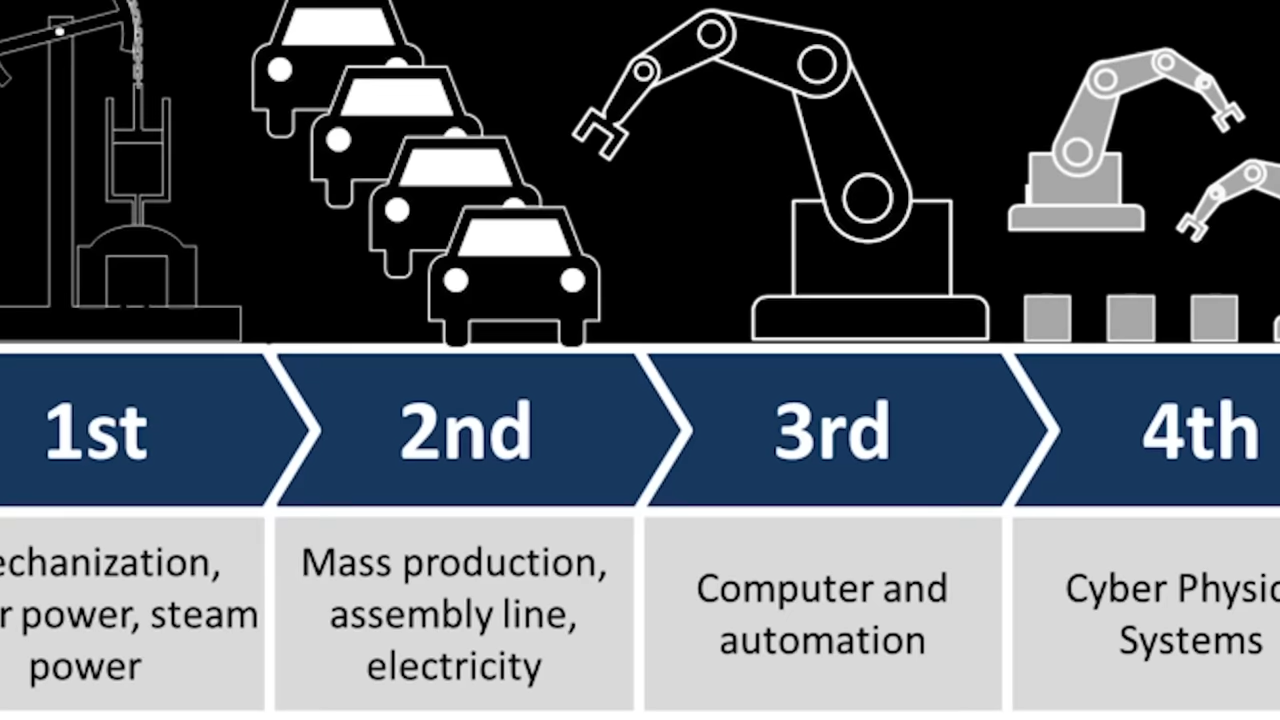 1st
2nd
3rd
4th
echanization,
r power, steam
power
Mass production,
assembly line,
electricity
Computer and
automation
Cyber Physic
Systems